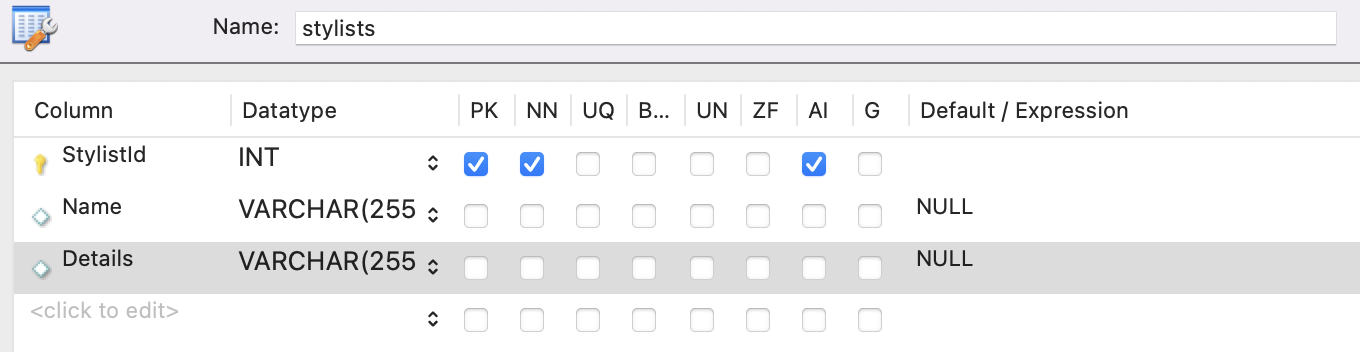 Name: stylists
Column Datatype PK NN UQ B... UN ZF AI G Default / Expression
StylistId INT
Name VARCHAR(255 NULL
Details VARCHAR(255 NULL
<click to edit>